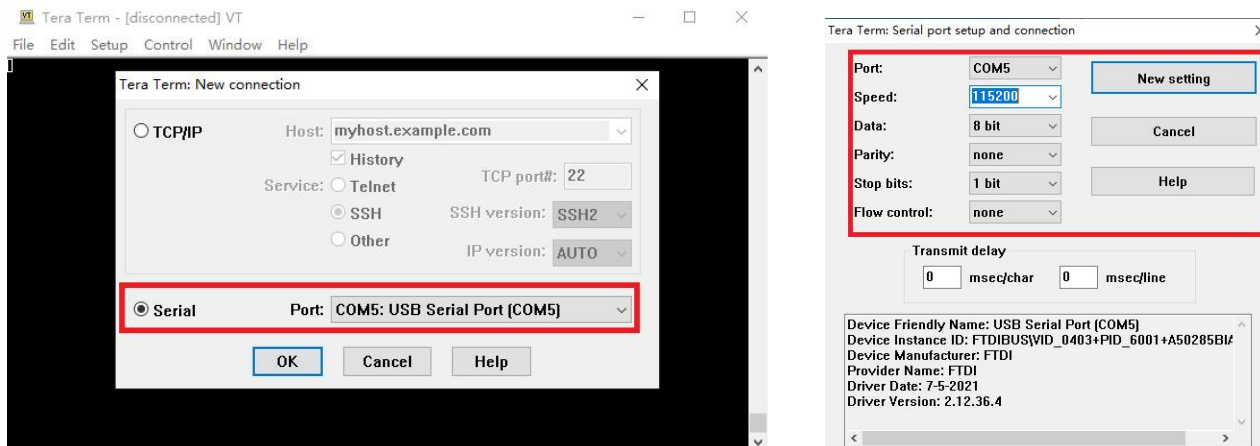 Tera Term - [disconnected] VT
File Edit Setup Control Window Help
Tera Term: New connection
TCP/IP Host: myhost.example.com
History
Service: Telnet TCP port#: 22
SSH SSH version: SSH2
Other IP version: AUTO
Serial Port: COM5: USB Serial Port (COM5)
OK Cancel Help
Tera Term: Serial port setup and connection
Port: COM5 New setting
Speed: 115200
Data: 8 bit Cancel
Parity: none
Stop bits: 1 bit Help
Flow control: none
Transmit delay
0 msec/char 0 msec/line
Device Friendly Name: USB Serial Port (COM5)
Device Instance ID: FTDIBUS\VID_0403+PID_6001+A50285BI
Device Manufacturer: FTDI
Provider Name: FTDI
Driver Date: 7-5-2021
Driver Version: 2.12.36.4